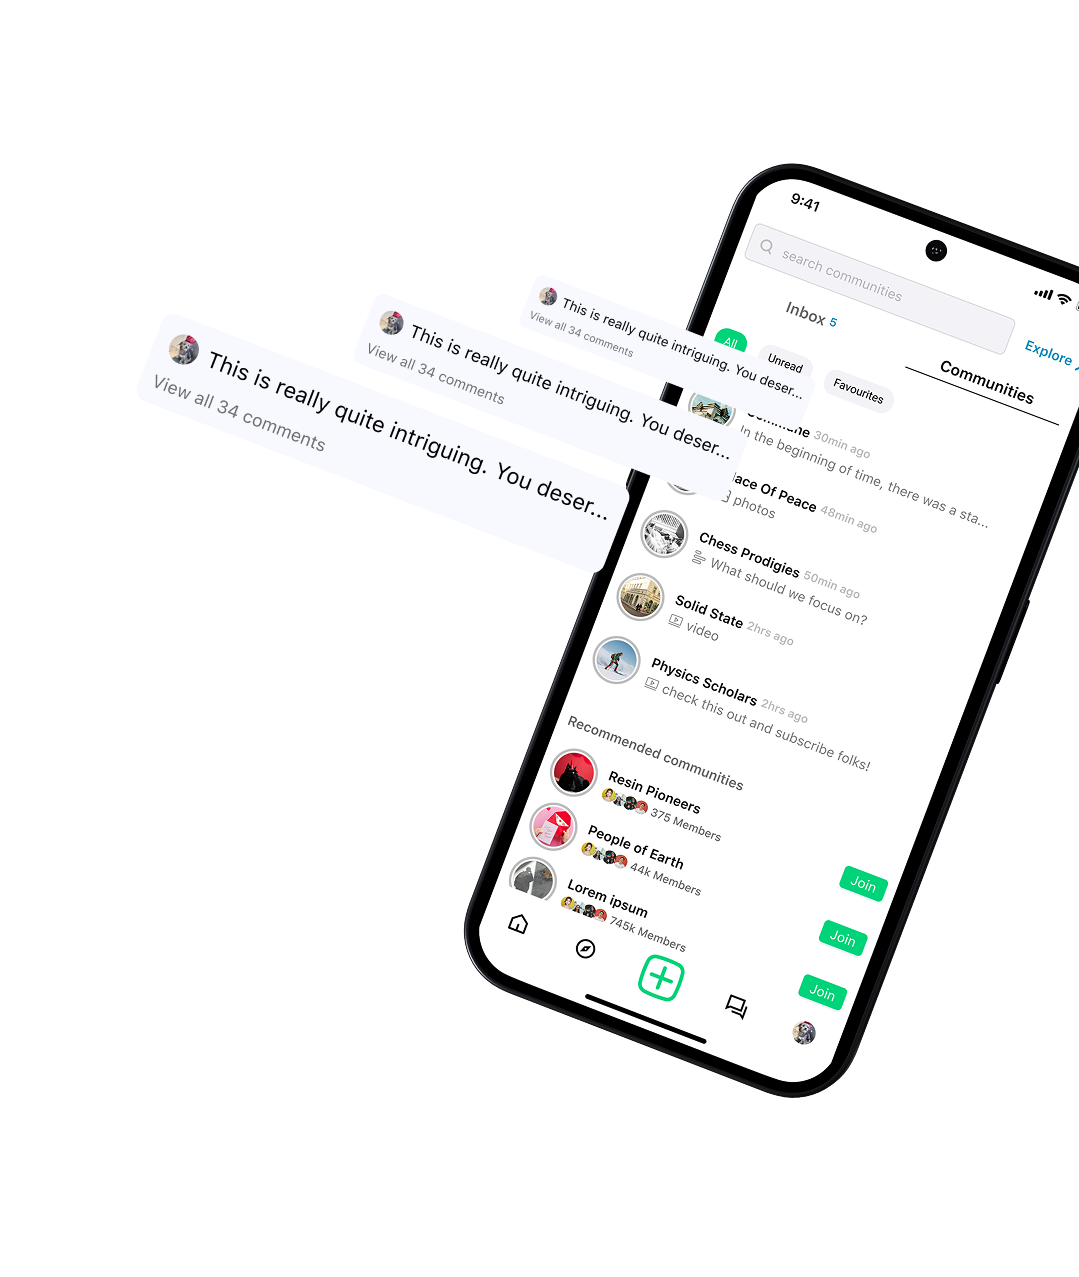 9:41
search communities
Inbox 5
Explore
Communities
All
Unread
Favourites
This is really quite intriguing. You deser...
View all 34 comments
This is really quite intriguing. You deser...
View all 34 comments
This is really quite intriguing. You deser...
View all 34 comments
30min ago
In the beginning of time, there was a sta...
Of Peace 48min ago
photos
Chess Prodigies 50min ago
What should we focus on?
Solid State 2hrs ago
video
Physics Scholars 2hrs ago
check this out and subscribe folks!
Recommended communities
Resin Pioneers
375 Members
Join
People of Earth
44k Members
Join
Lorem ipsum
745k Members
Join